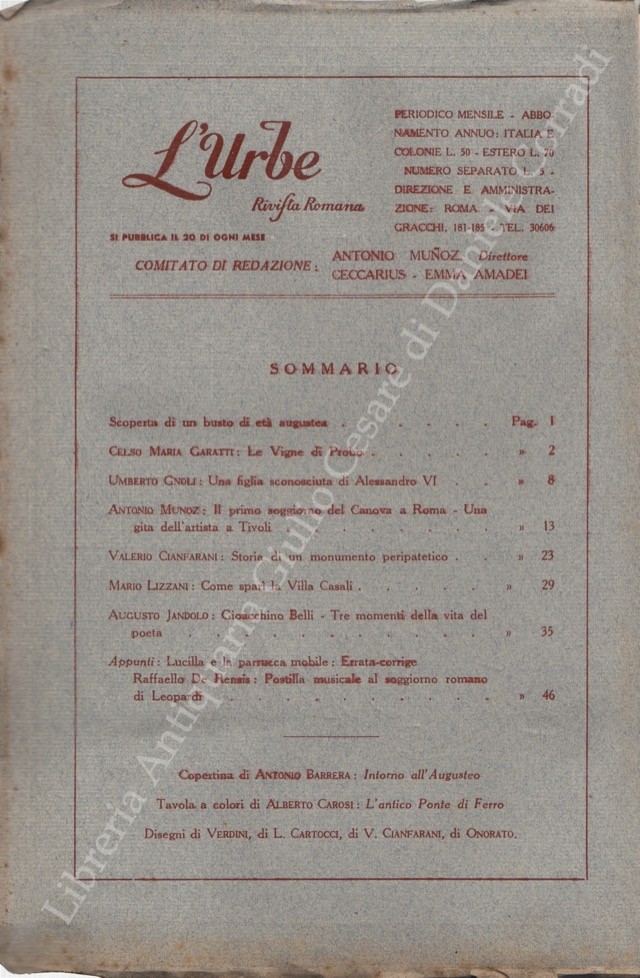 L'Urbe
Rivista Romana
SI PUBBLICA IL 20 DI OGNI MESE
PERIODICO MENSILE - ABBO-
NAMENTO ANNUO: ITALIA E
COLONIE L. 50 - ESTERO L. 70
NUMERO SEPARATO L. 5 -
DIREZIONE E AMMINISTRA-
ZIONE: ROMA - VIA DEI
GRACCHI, 181-185 - TEL. 30606
COMITATO DI REDAZIONE: ANTONIO MUÑOZ, Direttore
CECCARIUS - EMMA AMADEI
SOMMARIO
Scoperta di un busto di età augustea . . . . . . Pag. 1
CELSO MARIA GARATTI: Le Vigne di Probo . . . . . » 2
UMBERTO GNOLI: Una figlia sconosciuta di Alessandro VI . . » 8
ANTONIO MUNOZ: Il primo soggiorno del Canova a Roma - Una
gita dell'artista a Tivoli . . . . . . . . » 13
VALERIO CIANFARANI: Storia di un monumento peripatetico . . » 23
MARIO LIZZANI: Come sparì la Villa Casali . . . . . » 29
AUGUSTO JANDOLO: Gioacchino Belli - Tre momenti della vita del
poeta . . . . . . . . . . . . » 35
Appunti: Lucilla e la parrucca mobile: Errata-corrige
Raffaello De Rensis: Postilla musicale al soggiorno romano
di Leopardi . . . . . . . . . . » 46
Copertina di ANTONIO BARRERA: Intorno all'Augusteo
Tavola a colori di ALBERTO CAROSI: L'antico Ponte di Ferro
Disegni di VERDINI, di L. CARTOCCI, di V. CIANFARANI, di ONORATO.
Libreria Antiquaria Giulio Cesare di Daniele Corradi